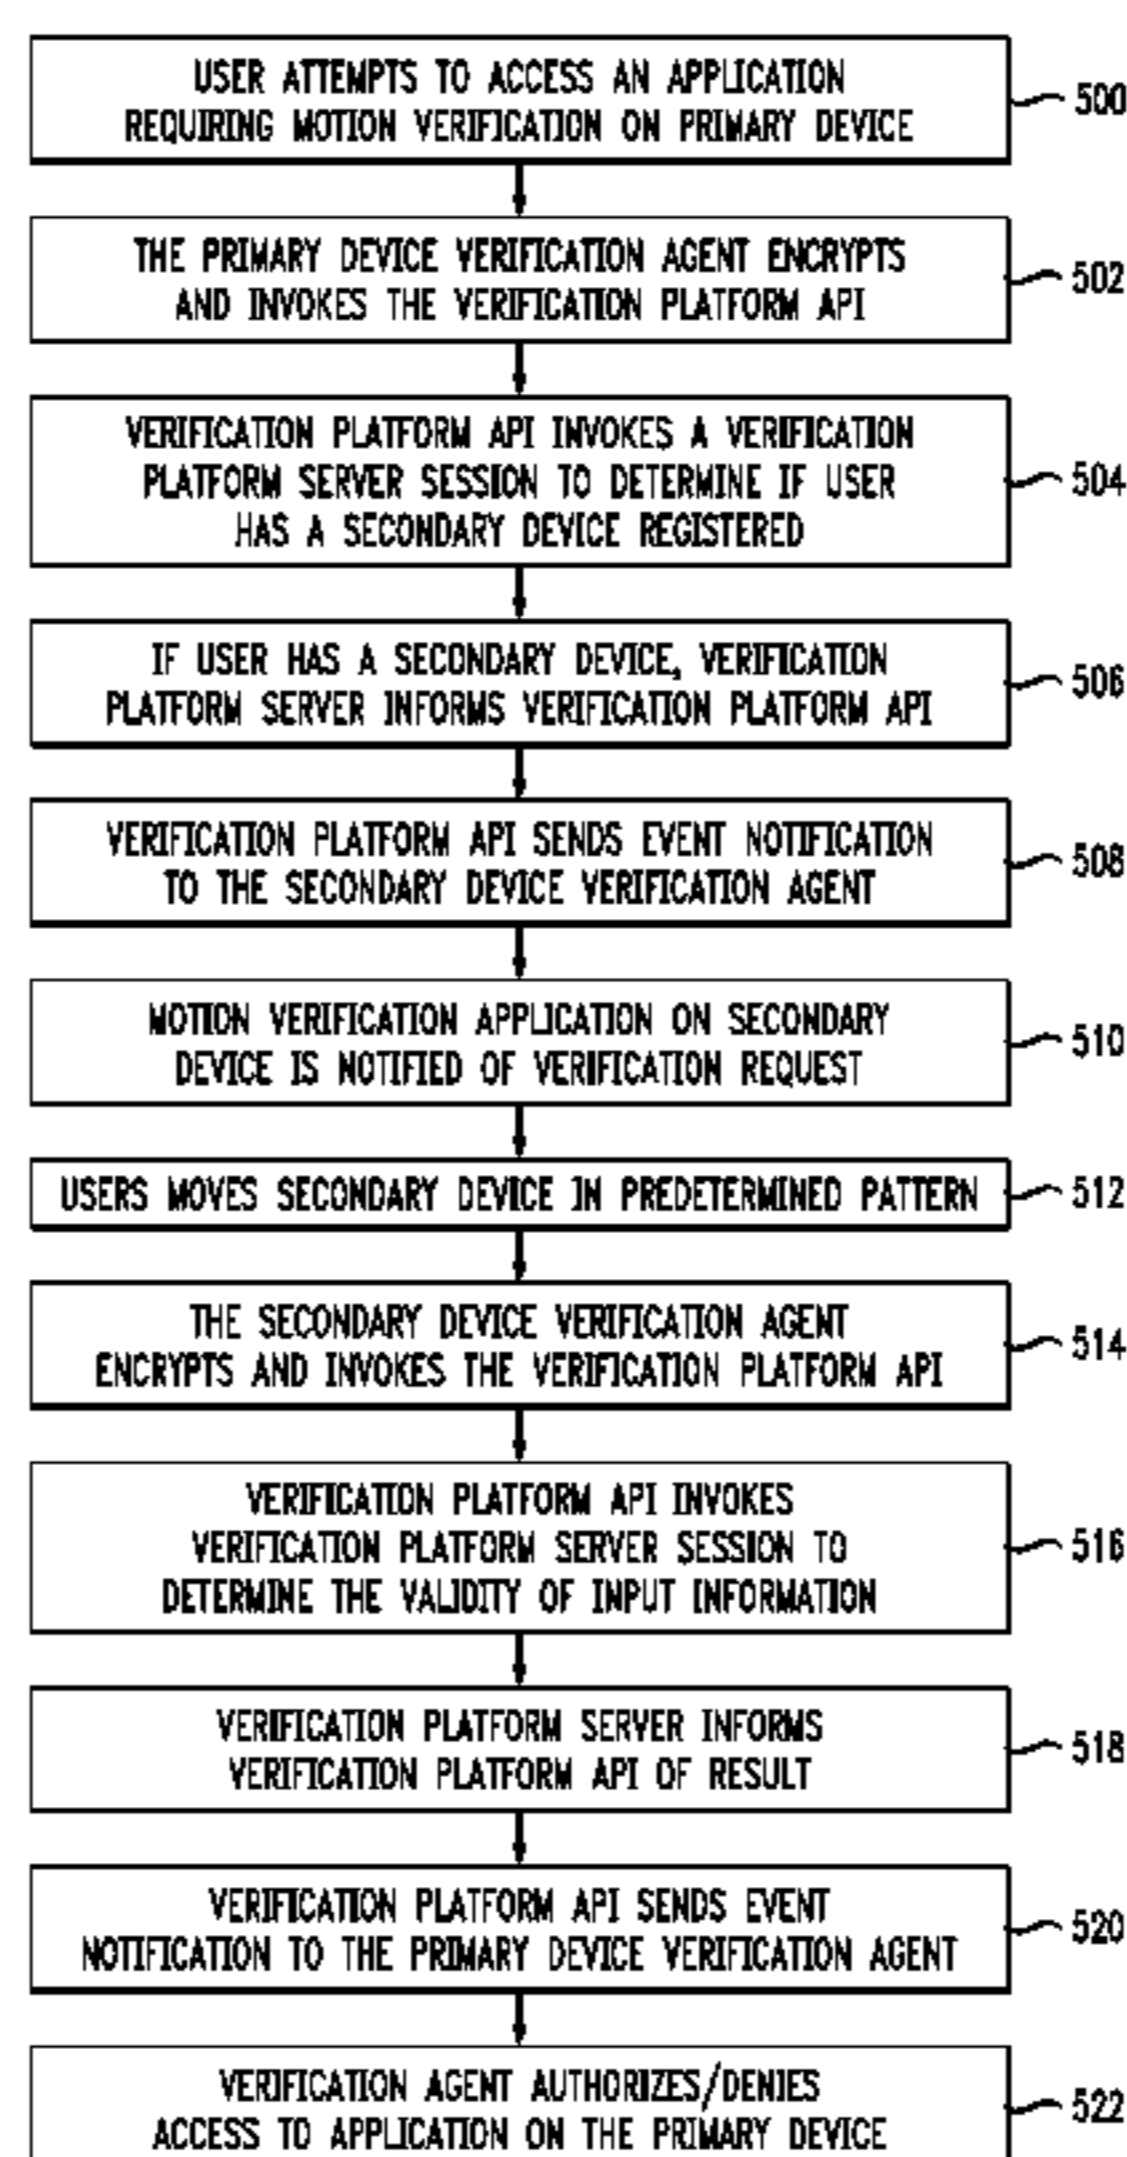 USER ATTEMPTS TO ACCESS AN APPLICATION
REQUIRING MOTION VERIFICATION ON PRIMARY DEVICE
500
THE PRIMARY DEVICE VERIFICATION AGENT ENCRYPTS
AND INVOKES THE VERIFICATION PLATFORM API
502
VERIFICATION PLATFORM API INVOKES A VERIFICATION
PLATFORM SERVER SESSION TO DETERMINE IF USER
HAS A SECONDARY DEVICE REGISTERED
504
IF USER HAS A SECONDARY DEVICE, VERIFICATION
PLATFORM SERVER INFORMS VERIFICATION PLATFORM API
506
VERIFICATION PLATFORM API SENDS EVENT NOTIFICATION
TO THE SECONDARY DEVICE VERIFICATION AGENT
508
MOTION VERIFICATION APPLICATION ON SECONDARY
DEVICE IS NOTIFIED OF VERIFICATION REQUEST
510
USERS MOVES SECONDARY DEVICE IN PREDETERMINED PATTERN
512
THE SECONDARY DEVICE VERIFICATION AGENT
ENCRYPTS AND INVOKES THE VERIFICATION PLATFORM API
514
VERIFICATION PLATFORM API INVOKES
VERIFICATION PLATFORM SERVER SESSION TO
DETERMINE THE VALIDITY OF INPUT INFORMATION
516
VERIFICATION PLATFORM SERVER INFORMS
VERIFICATION PLATFORM API OF RESULT
518
VERIFICATION PLATFORM API SENDS EVENT
NOTIFICATION TO THE PRIMARY DEVICE VERIFICATION AGENT
520
VERIFICATION AGENT AUTHORIZES/DENIES
ACCESS TO APPLICATION ON THE PRIMARY DEVICE
522